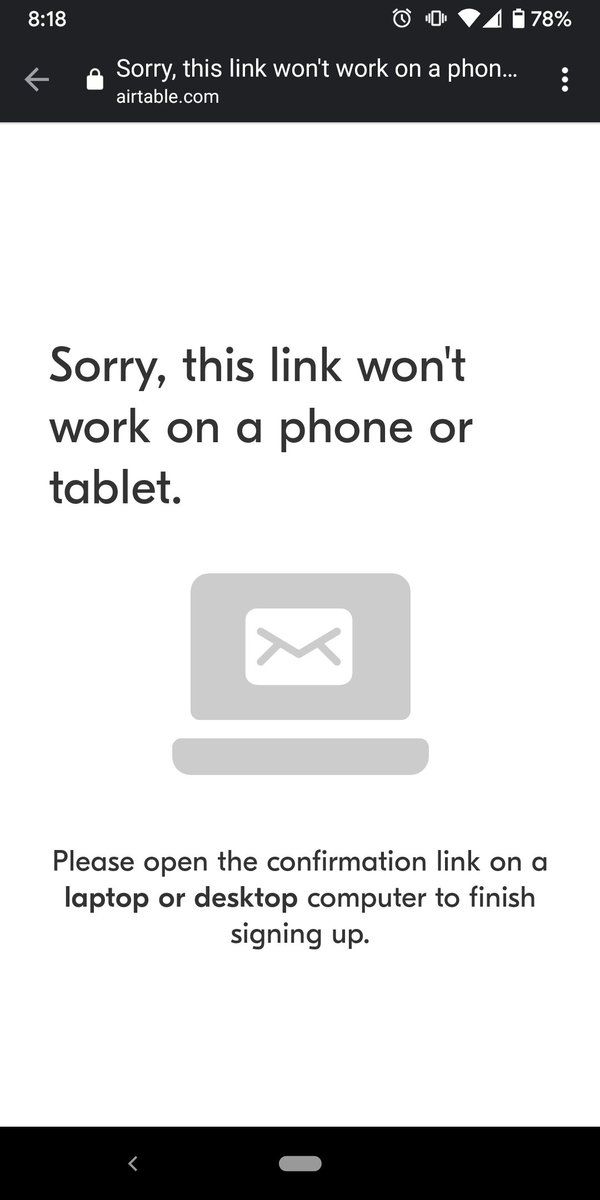 8:18
78%
Sorry, this link won't work on a phon...
airtable.com
Sorry, this link won't
work on a phone or
tablet.
Please open the confirmation link on a
laptop or desktop computer to finish
signing up.